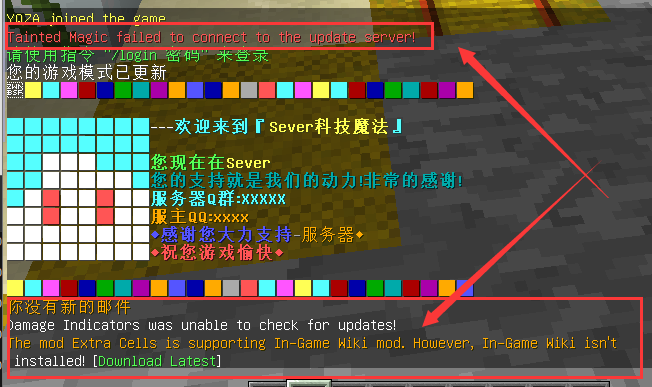 YOZA joined the game
Tainted Magic failed to connect to the update server!
请使用指令 "/login 密码" 来登录
您的游戏模式已更新
---欢迎来到『Sever科技魔法』
您现在在Sever
您的支持就是我们的动力!非常的感谢!
服务器Q群:xxxxx
服主QQ:xxxx
◆感谢您大力支持-服务器◆
◆祝您游戏愉快◆
你没有新的邮件
Damage Indicators was unable to check for updates!
The mod Extra Cells is supporting In-Game Wiki mod. However, In-Game Wiki isn't
installed! [Download Latest]